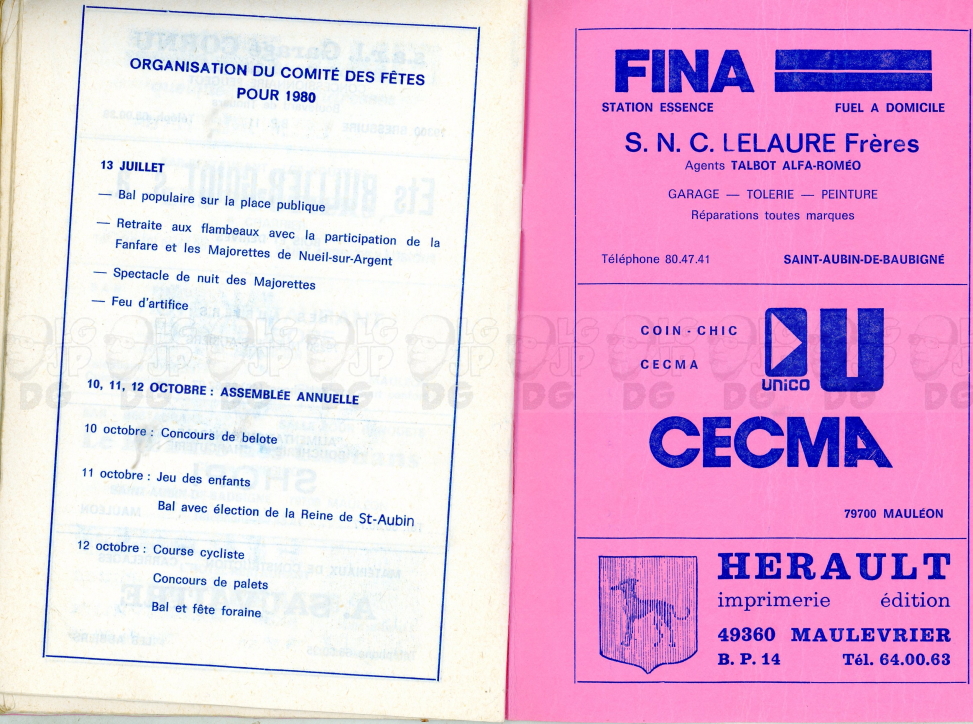 ORGANISATION DU COMITÉ DES FÊTES
POUR 1980
13 JUILLET
— Bal populaire sur la place publique
— Retraite aux flambeaux avec la participation de la
Fanfare et les Majorettes de Nueil-sur-Argent
— Spectacle de nuit des Majorettes
— Feu d'artifice
10, 11, 12 OCTOBRE : ASSEMBLÉE ANNUELLE
10 octobre : Concours de belote
11 octobre : Jeu des enfants
Bal avec élection de la Reine de St-Aubin
12 octobre : Course cycliste
Concours de palets
Bal et fête foraine
FINA
STATION ESSENCE FUEL A DOMICILE
S. N. C. LELAURE Frères
Agents TALBOT ALFA-ROMÉO
GARAGE — TOLERIE — PEINTURE
Réparations toutes marques
Téléphone 80.47.41 SAINT-AUBIN-DE-BAUBIGNÉ
COIN - CHIC
CECMA
UNICO U
CECMA
79700 MAULÉON
HERAULT
imprimerie édition
49360 MAULEVRIER
B. P. 14 Tél. 64.00.63